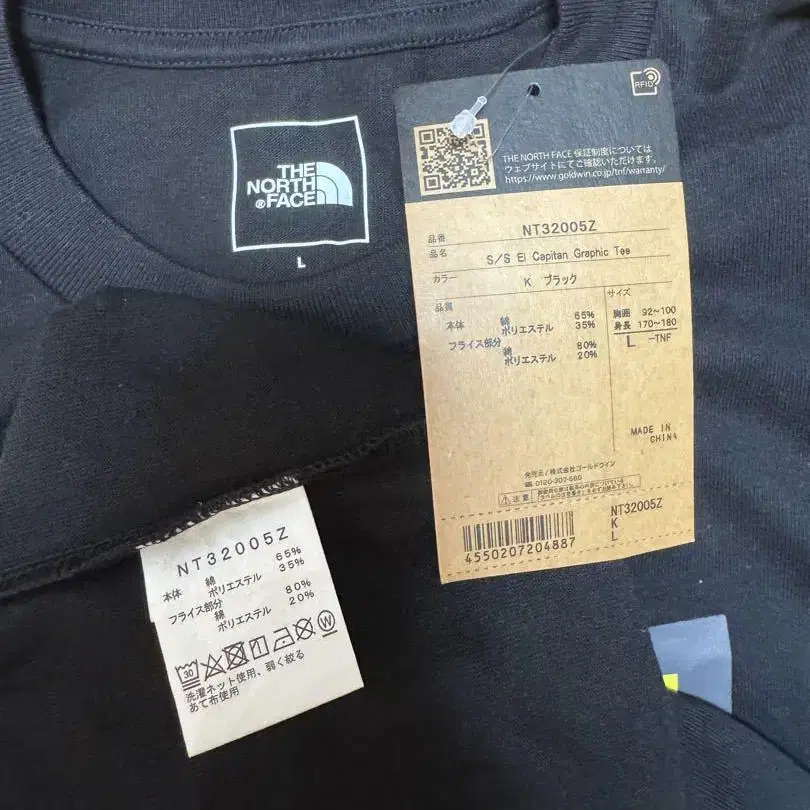 THE
NORTH
FACE
L
RFID
THE NORTH FACE 保証制度については
ウェブサイトにてご確認いただけます。
https://www.goldwin.co.jp/tnf/warranty/
品番 NT32005Z
品名 S/S El Capitan Graphic Tee
カラー K ブラック
品質
本体 綿 65%
ポリエステル 35%
フライス部分
綿 80%
ポリエステル 20%
サイズ
胸囲 92~100
身長 170~180
L -TNF
MADE IN
CHINA
発売元/株式会社ゴールドウイン
0120-307-560
注意
NT32005Z
K
L
4550207204887
NT32005Z
本体 綿 65%
ポリエステル 35%
フライス部分
綿 80%
ポリエステル 20%
30
W
洗濯ネット使用、弱く絞る
あて布使用